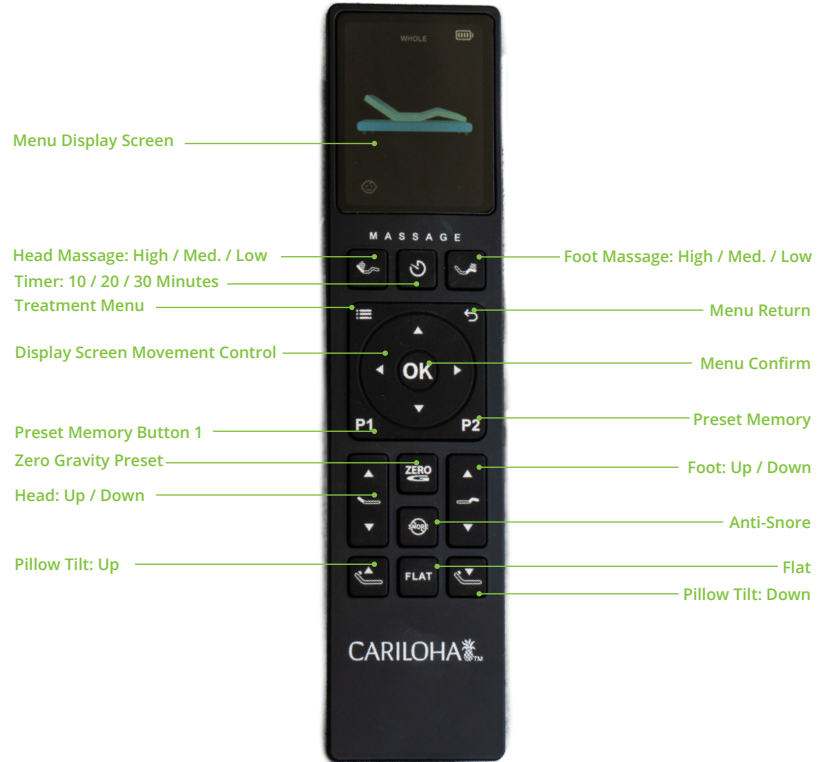 WHOLE
Menu Display Screen
MASSAGE
Head Massage: High / Med. / Low
Foot Massage: High / Med. / Low
Timer: 10 / 20 / 30 Minutes
Treatment Menu
Menu Return
Display Screen Movement Control
OK
Menu Confirm
P1
P2
Preset Memory Button 1
Preset Memory
Zero Gravity Preset
ZERO
Foot: Up / Down
Head: Up / Down
SNORE
Anti-Snore
Pillow Tilt: Up
FLAT
Flat
Pillow Tilt: Down
CARILOHA™